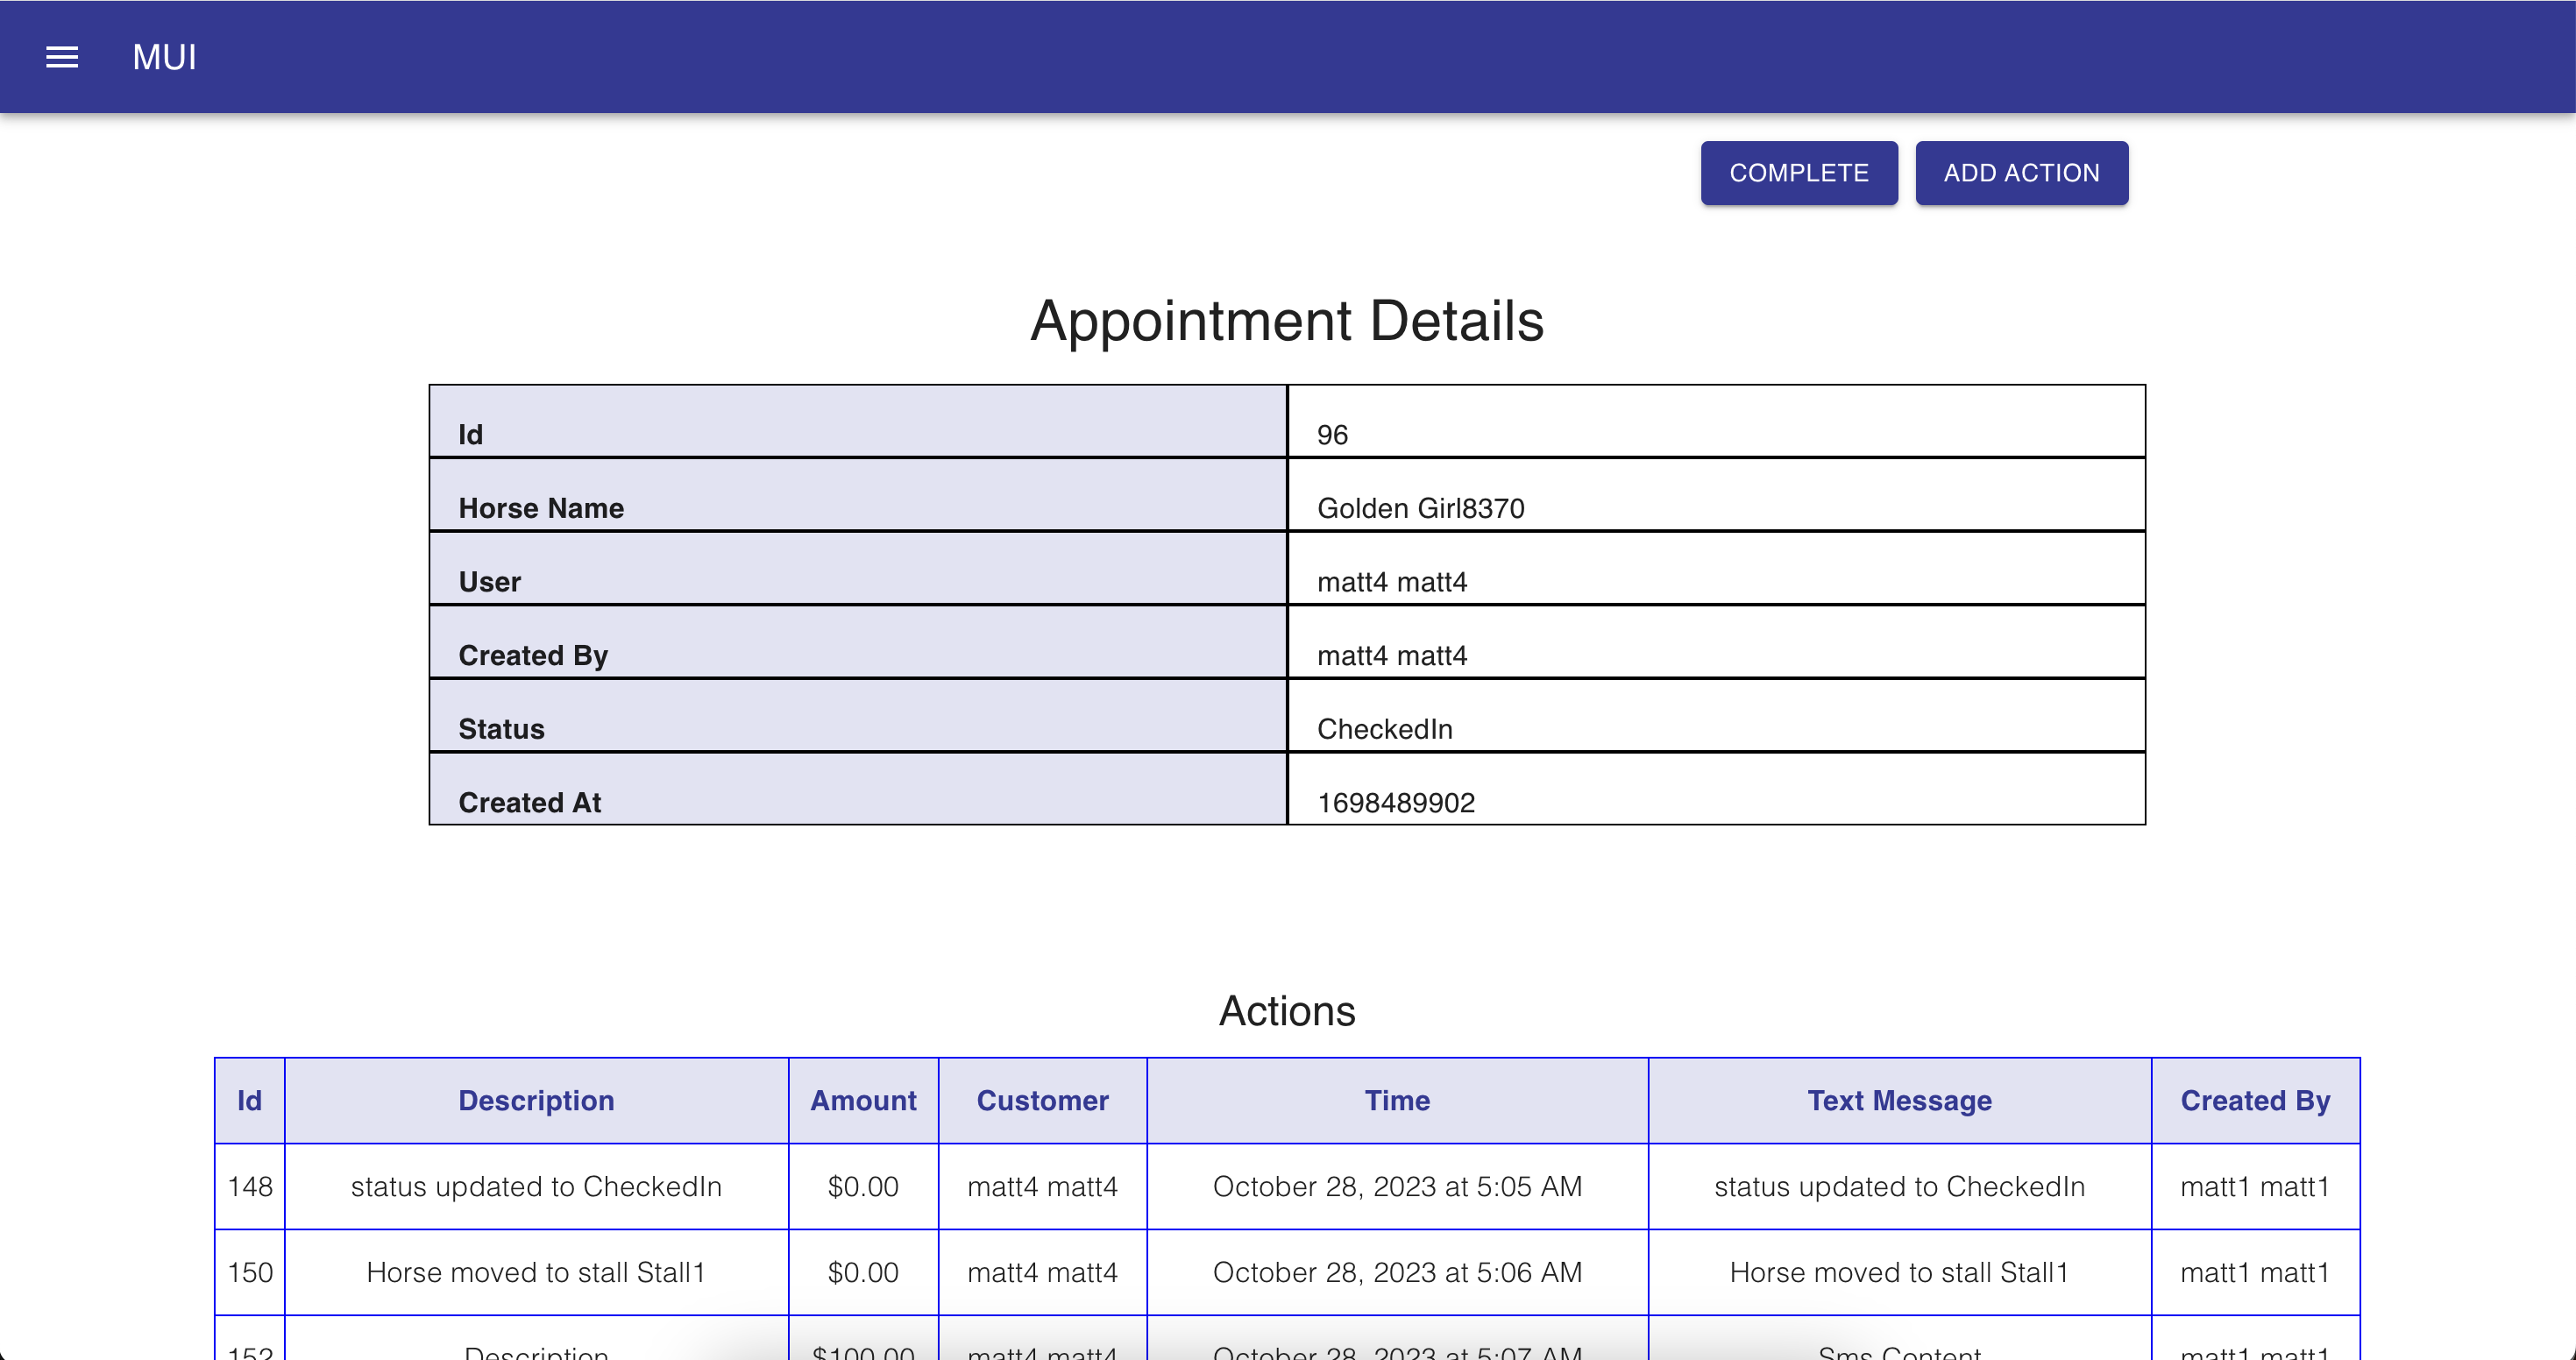 MUI
COMPLETE ADD ACTION
Appointment Details
Id 96
Horse Name Golden Girl8370
User matt4 matt4
Created By matt4 matt4
Status CheckedIn
Created At 1698489902
Actions
Id Description Amount Customer Time Text Message Created By
148 status updated to CheckedIn $0.00 matt4 matt4 October 28, 2023 at 5:05 AM status updated to CheckedIn matt1 matt1
150 Horse moved to stall Stall1 $0.00 matt4 matt4 October 28, 2023 at 5:06 AM Horse moved to stall Stall1 matt1 matt1
152 Description $100.00 matt4 matt4 October 28, 2023 at 5:07 AM Sms Content matt1 matt1